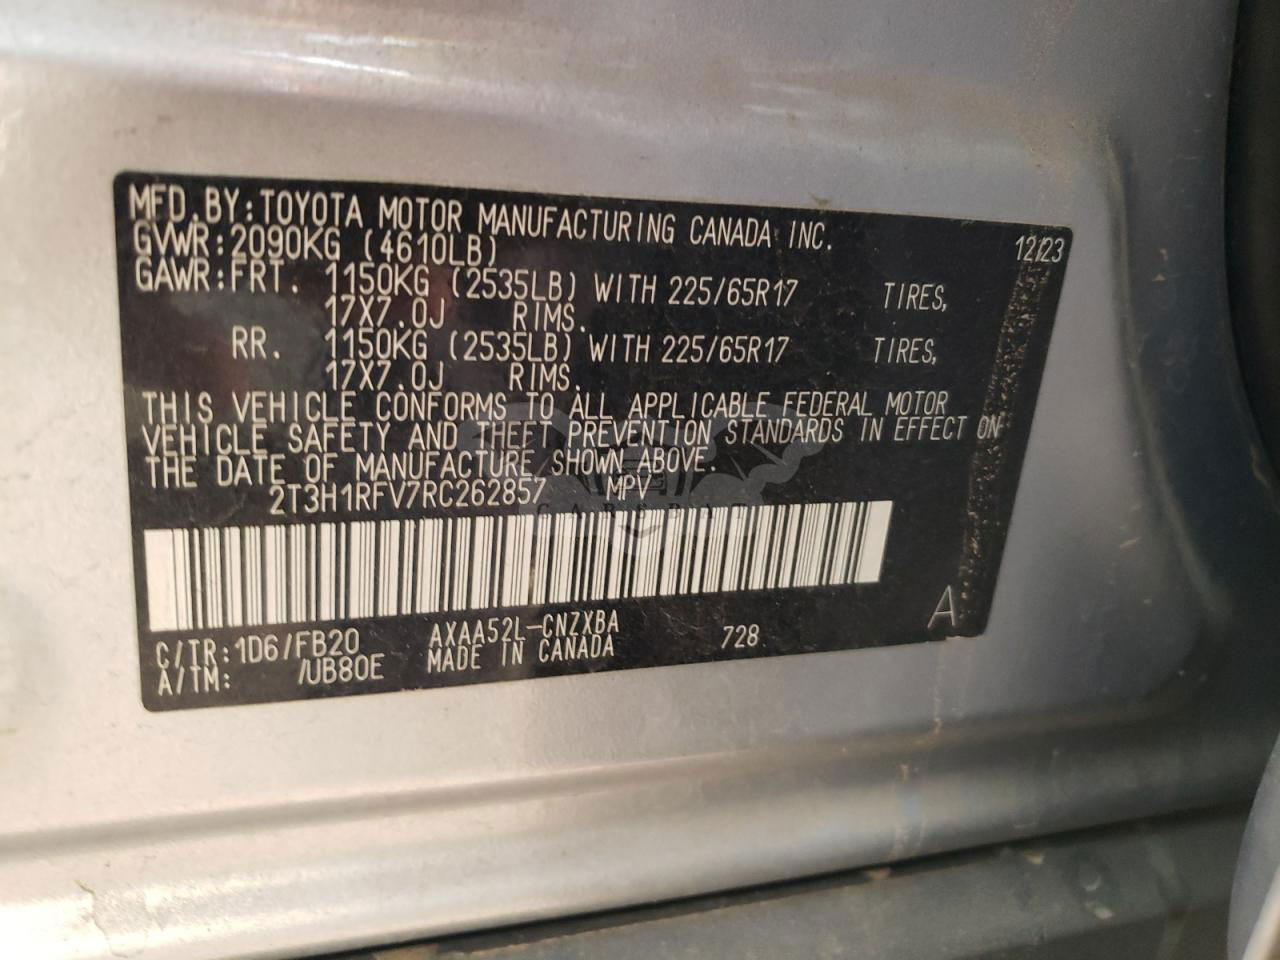 MFD.BY:TOYOTA MOTOR MANUFACTURING CANADA INC.
GVWR:2090KG (4610LB) 12/23
GAWR:FRT. 1150KG (2535LB) WITH 225/65R17 TIRES,
17X7.0J RIMS.
RR. 1150KG (2535LB) WITH 225/65R17 TIRES,
17X7.0J RIMS.
THIS VEHICLE CONFORMS TO ALL APPLICABLE FEDERAL MOTOR
VEHICLE SAFETY AND THEFT PREVENTION STANDARDS IN EFFECT ON
THE DATE OF MANUFACTURE SHOWN ABOVE.
2T3H1RFV7RC262857 MPV
A
C/TR:1D6/FB20 AXAA52L-CNZXBA 728
A/TM: /UB80E MADE IN CANADA